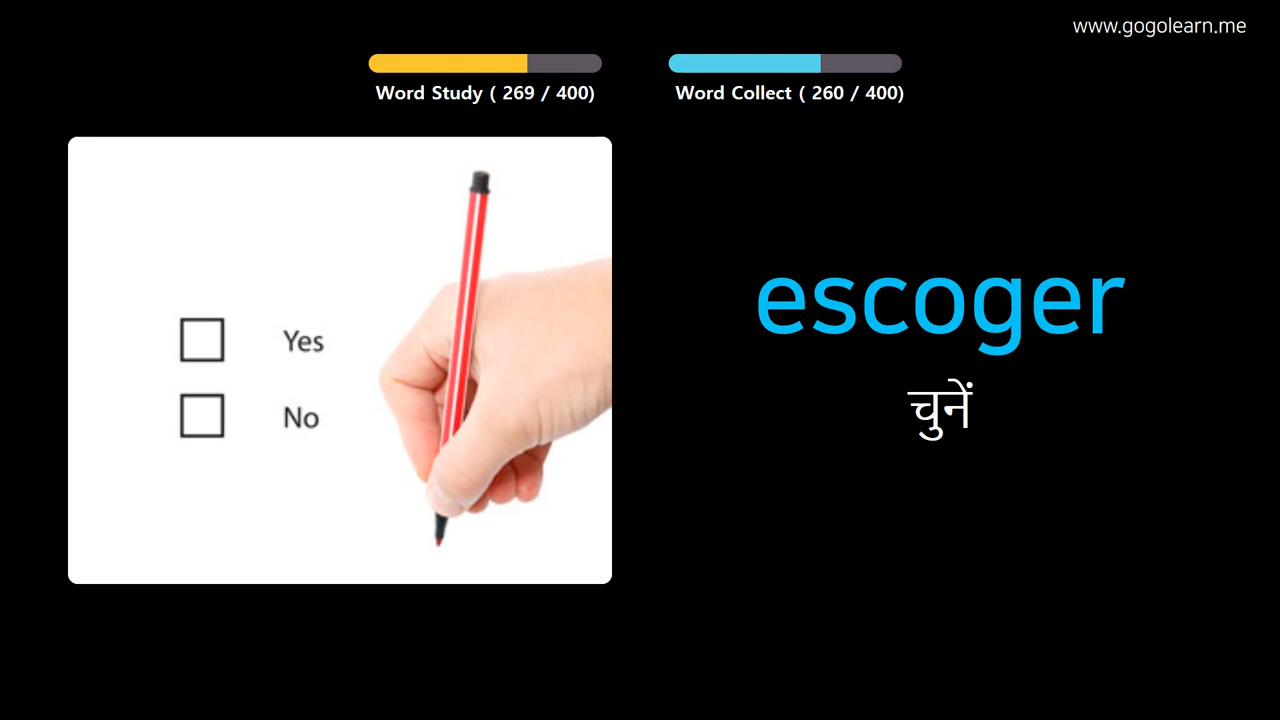 www.gogolearn.me
Word Study ( 269 / 400)
Word Collect ( 260 / 400)
Yes
No
escoger
चुनें